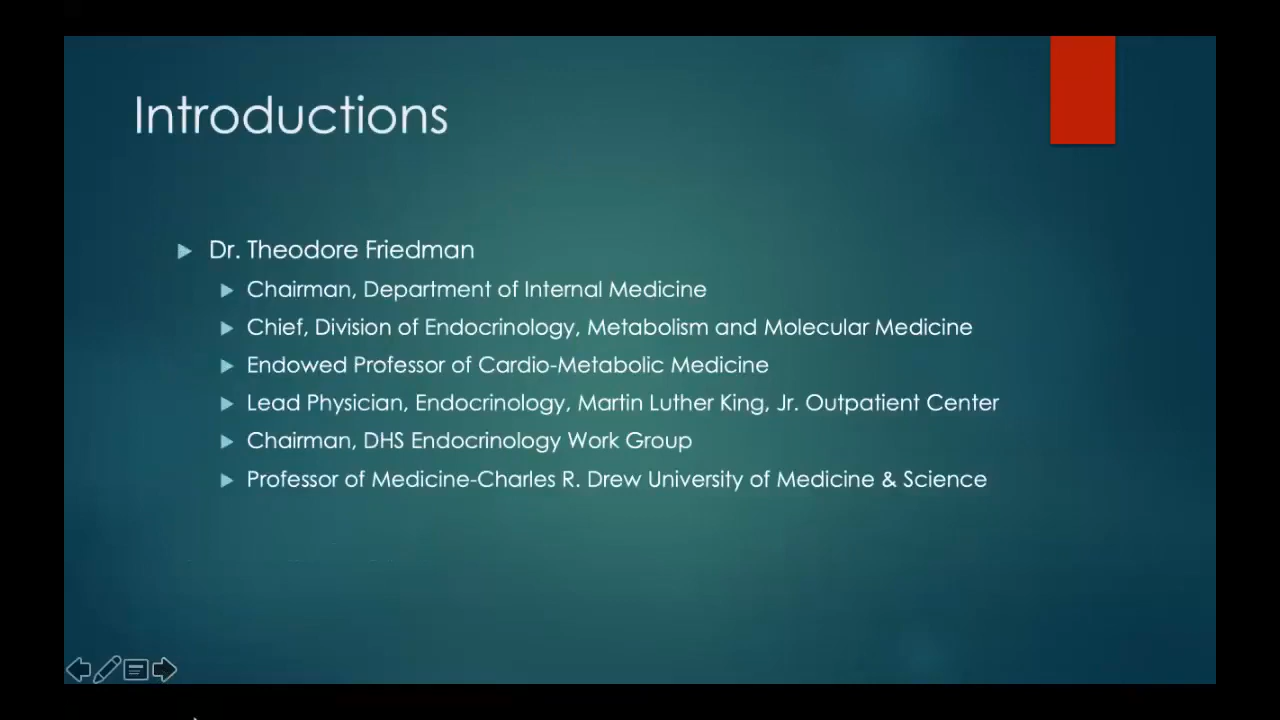 Introductions
Dr. Theodore Friedman
Chairman, Department of Internal Medicine
Chief, Division of Endocrinology, Metabolism and Molecular Medicine
Endowed Professor of Cardio-Metabolic Medicine
Lead Physician, Endocrinology, Martin Luther King, Jr. Outpatient Center
Chairman, DHS Endocrinology Work Group
Professor of Medicine-Charles R. Drew University of Medicine & Science